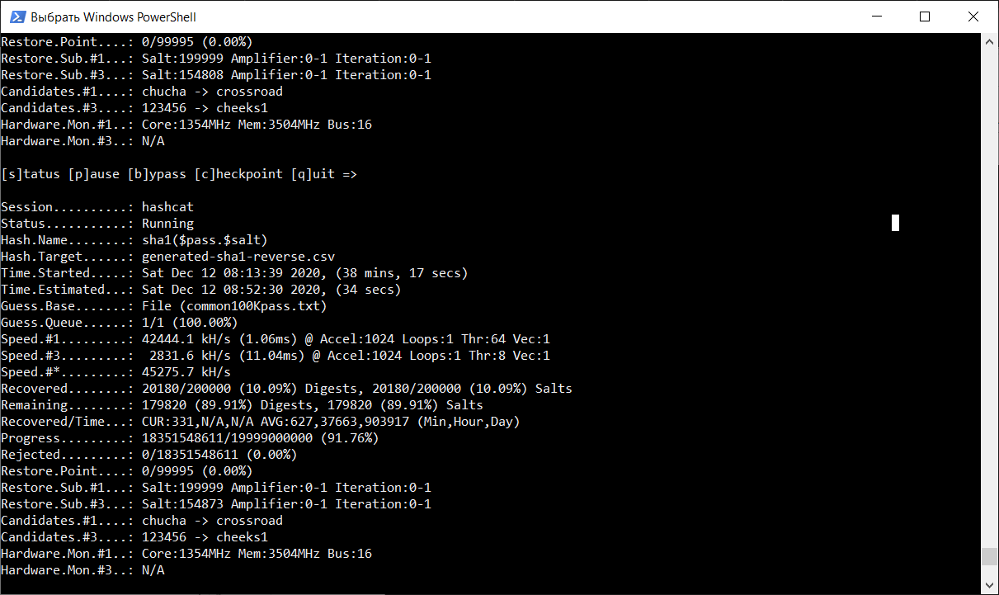 Выбрать Windows PowerShell
Restore.Point....: 0/99995 (0.00%)
Restore.Sub.#1...: Salt:199999 Amplifier:0-1 Iteration:0-1
Restore.Sub.#3...: Salt:154808 Amplifier:0-1 Iteration:0-1
Candidates.#1....: chucha -> crossroad
Candidates.#3....: 123456 -> cheeks1
Hardware.Mon.#1..: Core:1354MHz Mem:3504MHz Bus:16
Hardware.Mon.#3..: N/A
[s]tatus [p]ause [b]ypass [c]heckpoint [q]uit =>
Session..........: hashcat
Status...........: Running
Hash.Name........: sha1($pass.$salt)
Hash.Target......: generated-sha1-reverse.csv
Time.Started.....: Sat Dec 12 08:13:39 2020, (38 mins, 17 secs)
Time.Estimated...: Sat Dec 12 08:52:30 2020, (34 secs)
Guess.Base.......: File (common100Kpass.txt)
Guess.Queue......: 1/1 (100.00%)
Speed.#1.........: 42444.1 kH/s (1.06ms) @ Accel:1024 Loops:1 Thr:64 Vec:1
Speed.#3.........:  2831.6 kH/s (11.04ms) @ Accel:1024 Loops:1 Thr:8 Vec:1
Speed.#*.........: 45275.7 kH/s
Recovered........: 20180/200000 (10.09%) Digests, 20180/200000 (10.09%) Salts
Remaining........: 179820 (89.91%) Digests, 179820 (89.91%) Salts
Recovered/Time...: CUR:331,N/A,N/A AVG:627,37663,903917 (Min,Hour,Day)
Progress.........: 18351548611/19999000000 (91.76%)
Rejected.........: 0/18351548611 (0.00%)
Restore.Point....: 0/99995 (0.00%)
Restore.Sub.#1...: Salt:199999 Amplifier:0-1 Iteration:0-1
Restore.Sub.#3...: Salt:154873 Amplifier:0-1 Iteration:0-1
Candidates.#1....: chucha -> crossroad
Candidates.#3....: 123456 -> cheeks1
Hardware.Mon.#1..: Core:1354MHz Mem:3504MHz Bus:16
Hardware.Mon.#3..: N/A